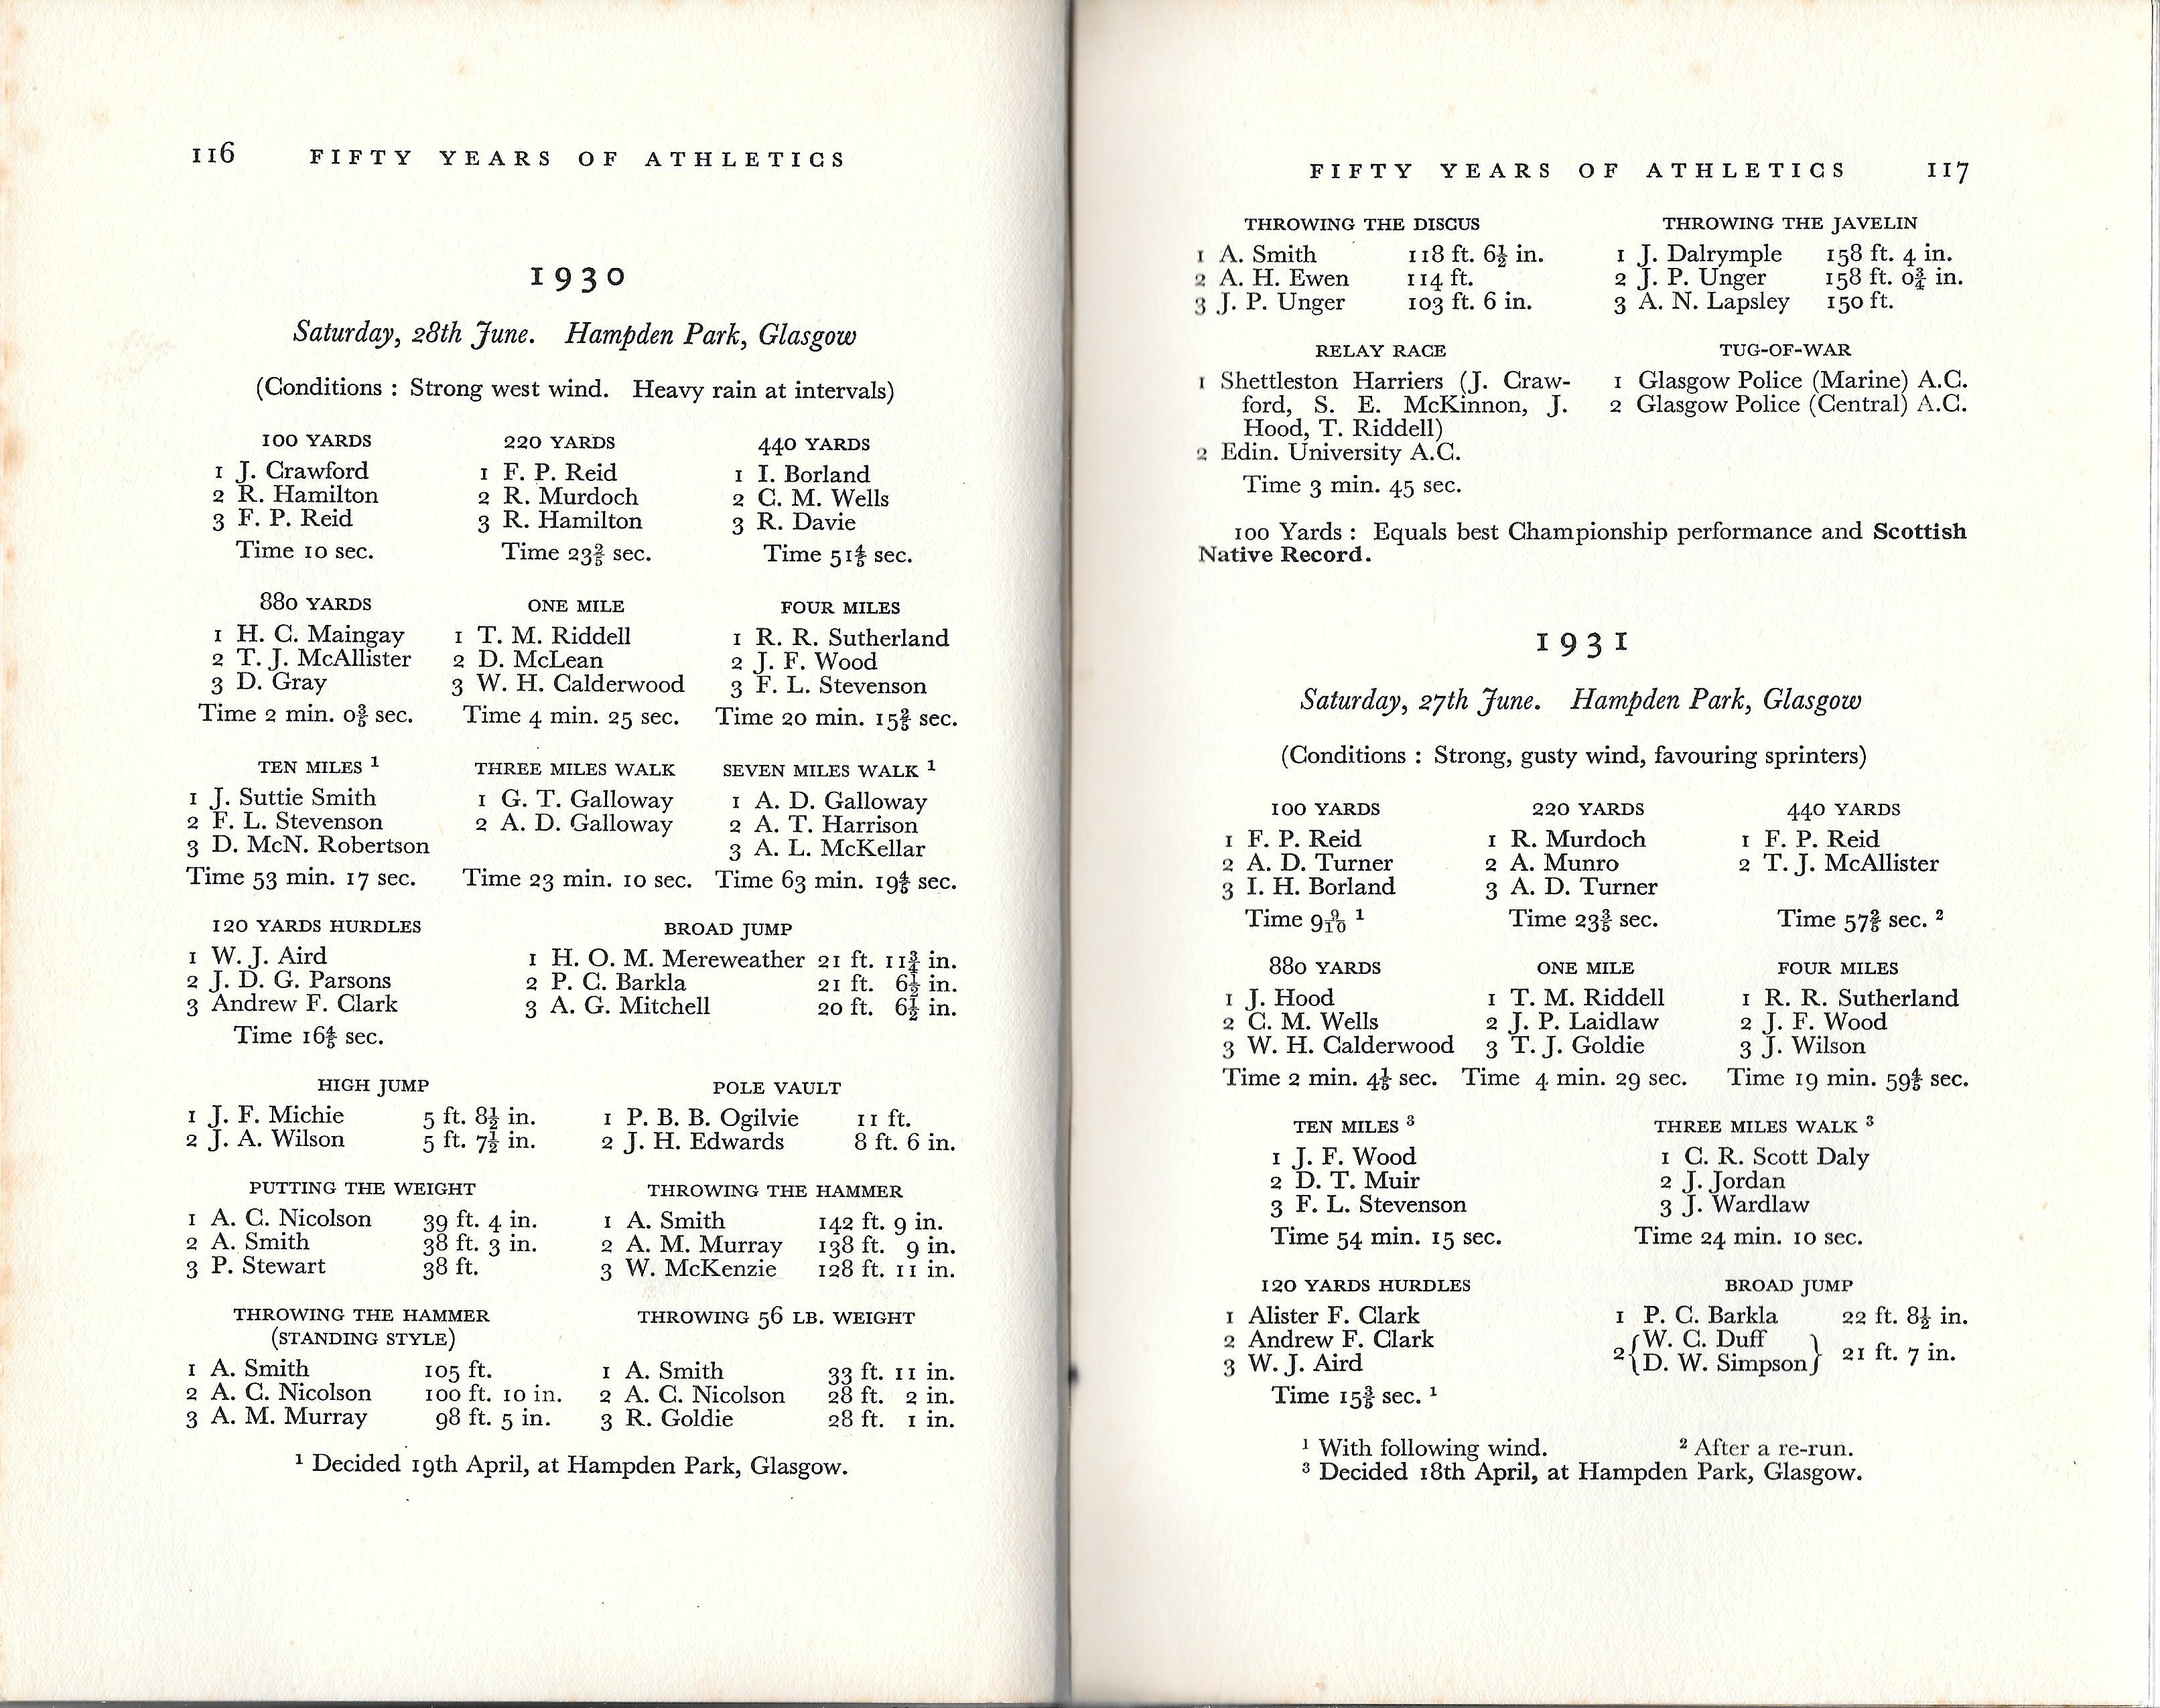 116 FIFTY YEARS OF ATHLETICS
1930
Saturday, 28th June. Hampden Park, Glasgow
(Conditions : Strong west wind. Heavy rain at intervals)
100 YARDS
1 J. Crawford
2 R. Hamilton
3 F. P. Reid
Time 10 sec.
220 YARDS
1 F. P. Reid
2 R. Murdoch
3 R. Hamilton
Time 23⅖ sec.
440 YARDS
1 I. Borland
2 C. M. Wells
3 R. Davie
Time 51⅘ sec.
880 YARDS
1 H. C. Maingay
2 T. J. McAllister
3 D. Gray
Time 2 min. 0⅗ sec.
ONE MILE
1 T. M. Riddell
2 D. McLean
3 W. H. Calderwood
Time 4 min. 25 sec.
FOUR MILES
1 R. R. Sutherland
2 J. F. Wood
3 F. L. Stevenson
Time 20 min. 15⅖ sec.
TEN MILES ¹
1 J. Suttie Smith
2 F. L. Stevenson
3 D. McN. Robertson
Time 53 min. 17 sec.
THREE MILES WALK
1 G. T. Galloway
2 A. D. Galloway
Time 23 min. 10 sec.
SEVEN MILES WALK ¹
1 A. D. Galloway
2 A. T. Harrison
3 A. L. McKellar
Time 63 min. 19⅘ sec.
120 YARDS HURDLES
1 W. J. Aird
2 J. D. G. Parsons
3 Andrew F. Clark
Time 16⅘ sec.
BROAD JUMP
1 H. O. M. Mereweather 21 ft. 11¾ in.
2 P. C. Barkla 21 ft. 6½ in.
3 A. G. Mitchell 20 ft. 6½ in.
HIGH JUMP
1 J. F. Michie 5 ft. 8½ in.
2 J. A. Wilson 5 ft. 7½ in.
POLE VAULT
1 P. B. B. Ogilvie 11 ft.
2 J. H. Edwards 8 ft. 6 in.
PUTTING THE WEIGHT
1 A. C. Nicolson 39 ft. 4 in.
2 A. Smith 38 ft. 3 in.
3 P. Stewart 38 ft.
THROWING THE HAMMER
1 A. Smith 142 ft. 9 in.
2 A. M. Murray 138 ft. 9 in.
3 W. McKenzie 128 ft. 11 in.
THROWING THE HAMMER
(STANDING STYLE)
1 A. Smith 105 ft.
2 A. C. Nicolson 100 ft. 10 in.
3 A. M. Murray 98 ft. 5 in.
THROWING 56 LB. WEIGHT
1 A. Smith 33 ft. 11 in.
2 A. C. Nicolson 28 ft. 2 in.
3 R. Goldie 28 ft. 1 in.
¹ Decided 19th April, at Hampden Park, Glasgow.
FIFTY YEARS OF ATHLETICS 117
THROWING THE DISCUS
1 A. Smith 118 ft. 6½ in.
2 A. H. Ewen 114 ft.
3 J. P. Unger 103 ft. 6 in.
THROWING THE JAVELIN
1 J. Dalrymple 158 ft. 4 in.
2 J. P. Unger 158 ft. 0¾ in.
3 A. N. Lapsley 150 ft.
RELAY RACE
1 Shettleston Harriers (J. Craw-
ford, S. E. McKinnon, J.
Hood, T. Riddell)
2 Edin. University A.C.
Time 3 min. 45 sec.
TUG-OF-WAR
1 Glasgow Police (Marine) A.C.
2 Glasgow Police (Central) A.C.
100 Yards : Equals best Championship performance and Scottish
Native Record.
1931
Saturday, 27th June. Hampden Park, Glasgow
(Conditions : Strong, gusty wind, favouring sprinters)
100 YARDS
1 F. P. Reid
2 A. D. Turner
3 I. H. Borland
Time 9 9/10 ¹
220 YARDS
1 R. Murdoch
2 A. Munro
3 A. D. Turner
Time 23⅗ sec.
440 YARDS
1 F. P. Reid
2 T. J. McAllister
Time 57⅖ sec. ²
880 YARDS
1 J. Hood
2 C. M. Wells
3 W. H. Calderwood
Time 2 min. 4⅕ sec.
ONE MILE
1 T. M. Riddell
2 J. P. Laidlaw
3 T. J. Goldie
Time 4 min. 29 sec.
FOUR MILES
1 R. R. Sutherland
2 J. F. Wood
3 J. Wilson
Time 19 min. 59⅘ sec.
TEN MILES ³
1 J. F. Wood
2 D. T. Muir
3 F. L. Stevenson
Time 54 min. 15 sec.
THREE MILES WALK ³
1 C. R. Scott Daly
2 J. Jordan
3 J. Wardlaw
Time 24 min. 10 sec.
120 YARDS HURDLES
1 Alister F. Clark
2 Andrew F. Clark
3 W. J. Aird
Time 15⅗ sec. ¹
BROAD JUMP
1 P. C. Barkla 22 ft. 8½ in.
2 {W. C. Duff
D. W. Simpson} 21 ft. 7 in.
¹ With following wind. ² After a re-run.
³ Decided 18th April, at Hampden Park, Glasgow.